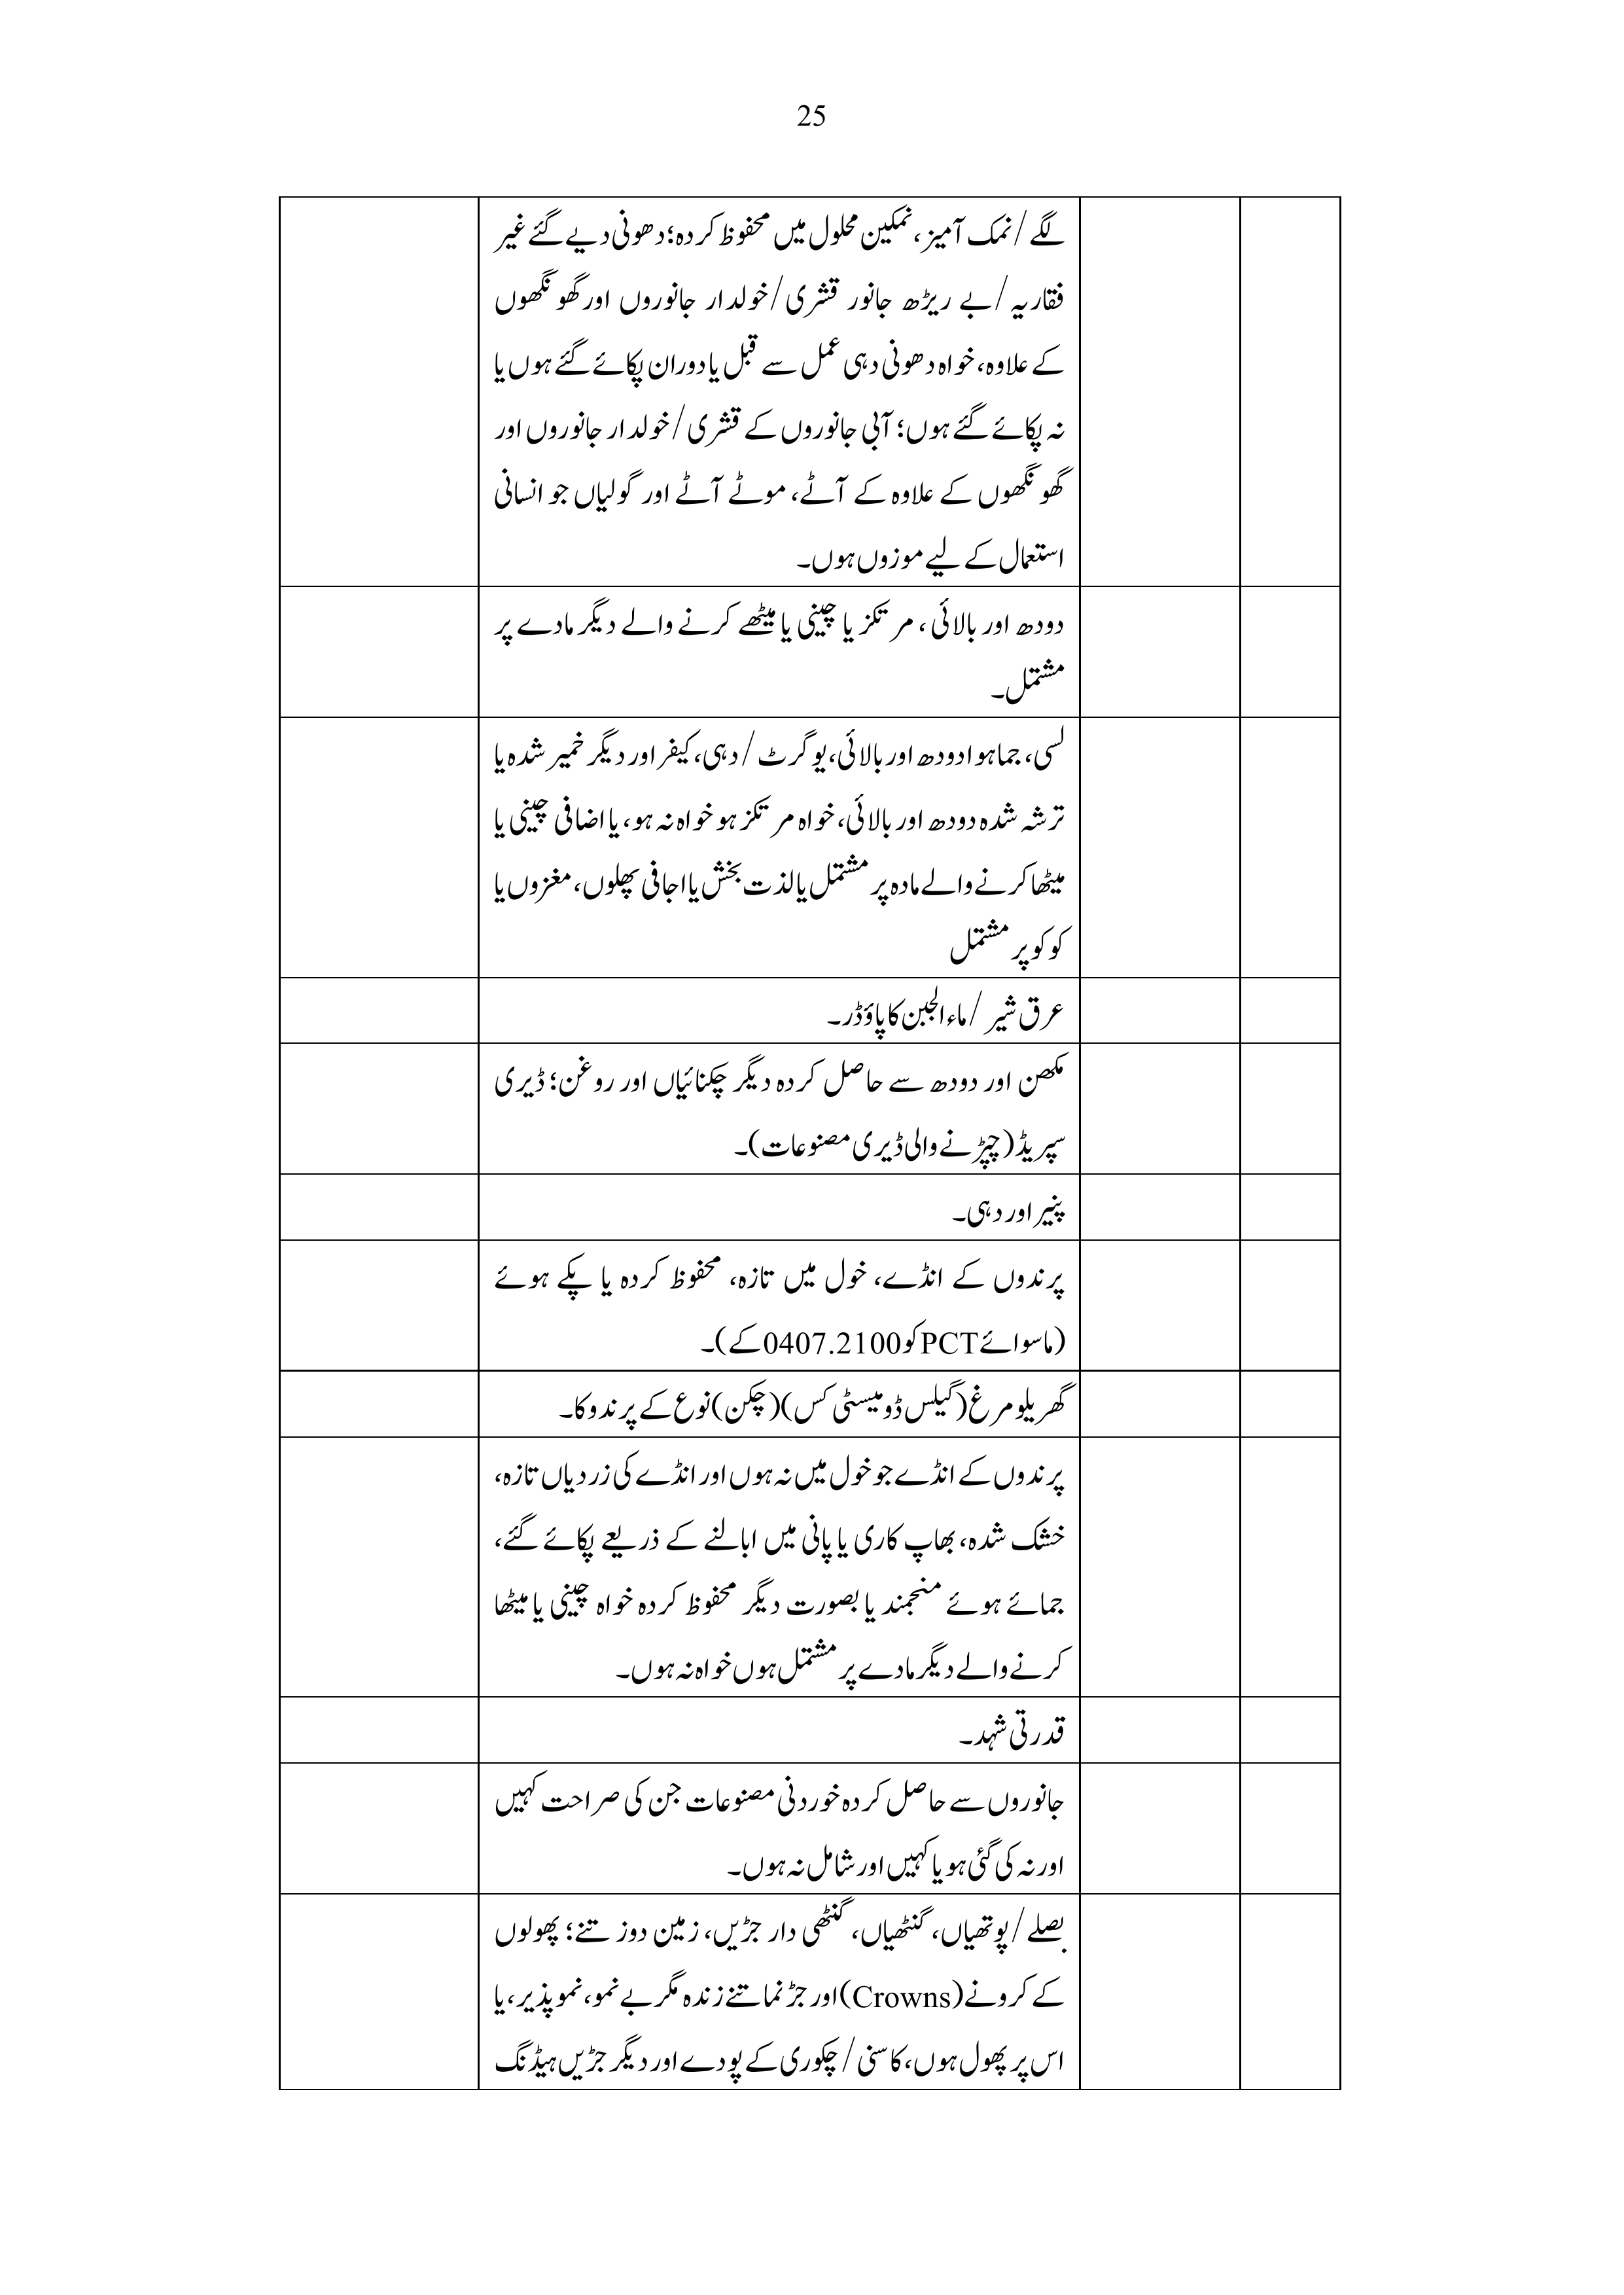 25
لگے/نمک آمیز، نمکین محلول میں محفوظ کردہ؛ دھونی دیے گئے غیر
فقاریہ/بے ریڑھ جانور قشری/خولدار جانوروں اور گھونگھوں
کے علاوہ، خواہ دھونی دہی عمل سے قبل یا دوران پکائے گئے ہوں یا
نہ پکائے گئے ہوں؛ آبی جانوروں کے قشری/خولدار جانوروں اور
گھونگھوں کے علاوہ کے آٹے، موٹے آٹے اور گولیاں جو انسانی
استعمال کے لیے موزوں ہوں۔
دودھ اور بالائی، مرتکز یا چینی یا میٹھے کرنے والے دیگر مادے پر
مشتمل۔
لسی، جما ہوا دودھ اور بالائی، یوگرٹ/دہی، کیفر اور دیگر خمیر شدہ یا
ترشہ شدہ دودھ اور بالائی، خواہ مرتکز ہو خواہ نہ ہو، یا اضافی چینی یا
میٹھا کرنے والے مادہ پر مشتمل یا لذت بخش یا اجافی پھلوں، مغزوں یا
کوکو پر مشتمل
عرق شیر /ماء الجبن کا پاؤڈر۔
مکھن اور دودھ سے حاصل کردہ دیگر چکنائیاں اور روغن؛ ڈیری
سپریڈ (چپڑنے والی ڈیری مصنوعات)۔
پنیر اور دہی۔
پرندوں کے انڈے، خول میں تازہ، محفوظ کردہ یا پکے ہوئے
(ماسوائے PCT کو 0407.2100 کے)۔
گھریلو مرغ (گیلس ڈومیسٹی کس) (چکن) نوع کے پرندوکا۔
پرندوں کے انڈے جو خول میں نہ ہوں اور انڈے کی زردیاں تازہ،
خشک شدہ، بھاپ کاری یا پانی میں ابالنے کے ذریعے پکائے گئے،
جمائے ہوئے منجمند یا بصورت دیگر محفوظ کردہ خواہ چینی یا میٹھا
کرنے والے دیگر مادے پر مشتمل ہوں خواہ نہ ہوں۔
قدرتی شہد۔
جانوروں سے حاصل کردہ خوردنی مصنوعات جن کی صراحت کہیں
اور نہ کی گئی ہو یا کہیں اور شامل نہ ہوں۔
بصلے/پوتھیاں، گنٹھیاں، گنٹھی دار جڑیں، زمین دوز تنے؛ پھولوں
کے کرونے (Crowns) اور جڑ نما تنے زندہ مگر بے نمو، نمو پذیر، یا
اس پر پھول ہوں، کاسنی/چکوری کے پودے اور دیگر جڑیں ہیڈنگ